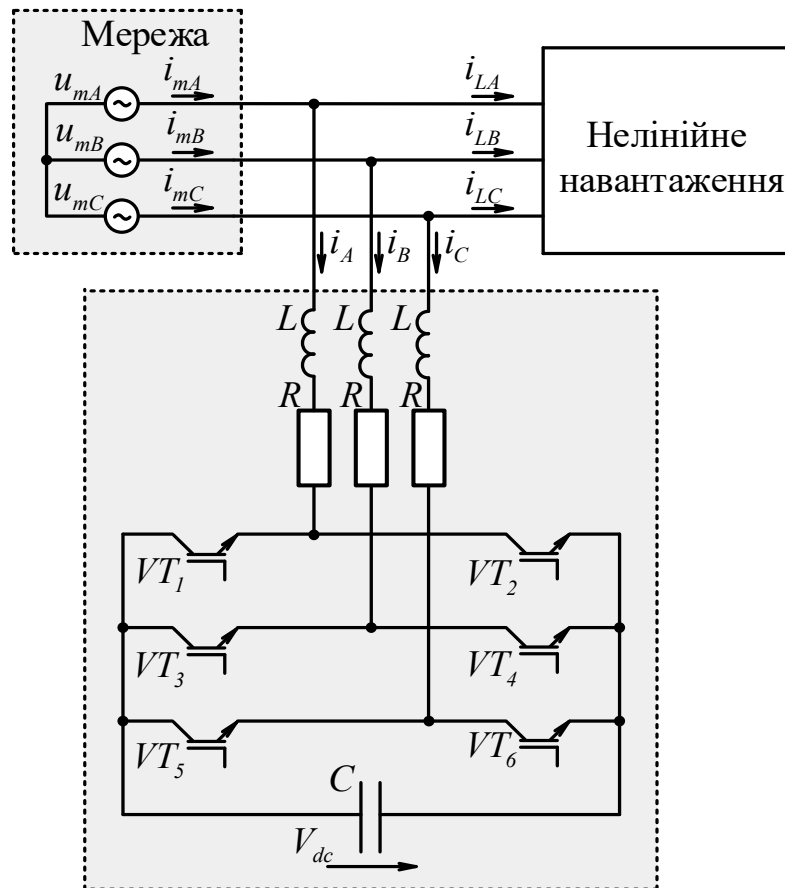 Мережа
u_mA i_mA i_LA
u_mB i_mB i_LB
u_mC i_mC i_LC
Нелінійне
навантаження
i_A i_B i_C
L L L
R R R
VT_1 VT_2
VT_3 VT_4
VT_5 VT_6
C
V_dc